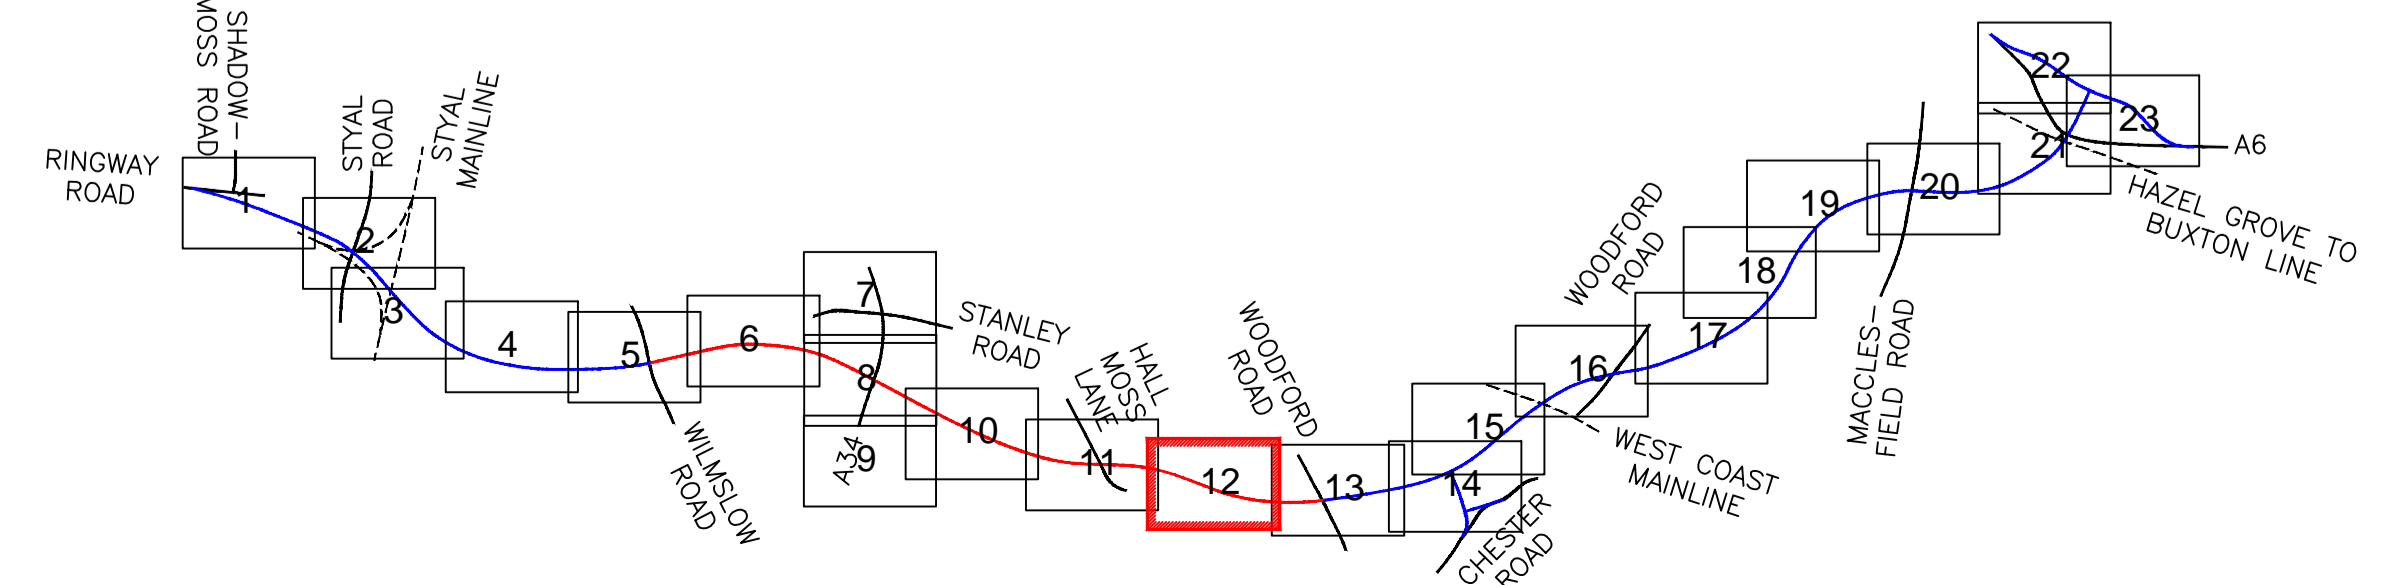 SHADOW-
MOSS ROAD
RINGWAY
ROAD
1
STYAL
ROAD
2
STYAL
MAINLINE
3
4
5
WILMSLOW
ROAD
6
7
STANLEY
ROAD
8
A34
9
10
HALL
MOSS
LANE
11
12
WOODFORD
ROAD
13
14
CHESTER
ROAD
15
WEST COAST
MAINLINE
16
WOODFORD
ROAD
17
18
19
MACCLES-
FIELD ROAD
20
21
22
23
A6
HAZEL GROVE TO
BUXTON LINE